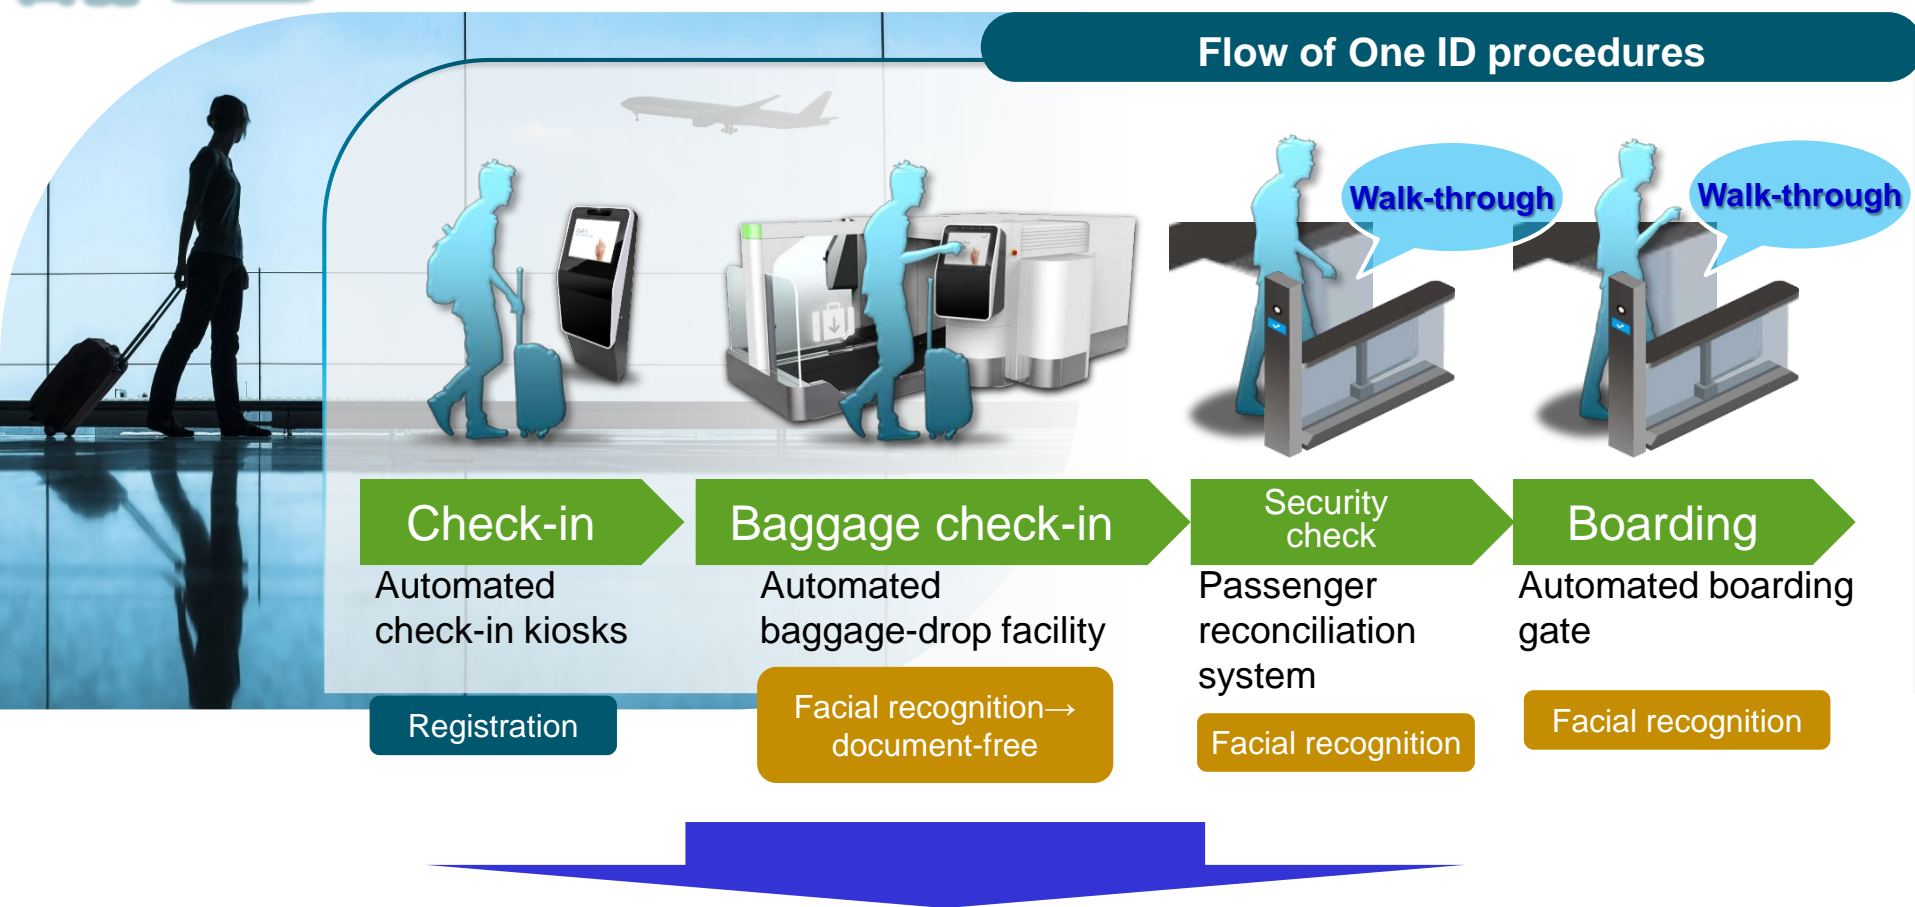 Flow of One ID procedures
Walk-through
Walk-through
Check-in
Baggage check-in
Security
check
Boarding
Automated
check-in kiosks
Automated
baggage-drop facility
Passenger
reconciliation
system
Automated boarding
gate
Registration
Facial recognition→
document-free
Facial recognition
Facial recognition